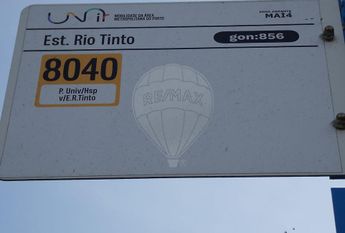 UNIR
MOBILIDADE DA ÁREA
METROPOLITANA DO PORTO
MAI4
Est. Rio Tinto
gon:856
8040
P. Univ/Hsp
v/E.R.Tinto
RE/MAX